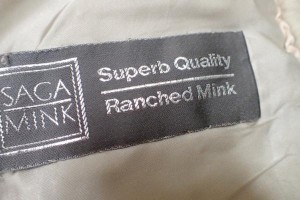 SAGA
MINK
Superb Quality
Ranched Mink